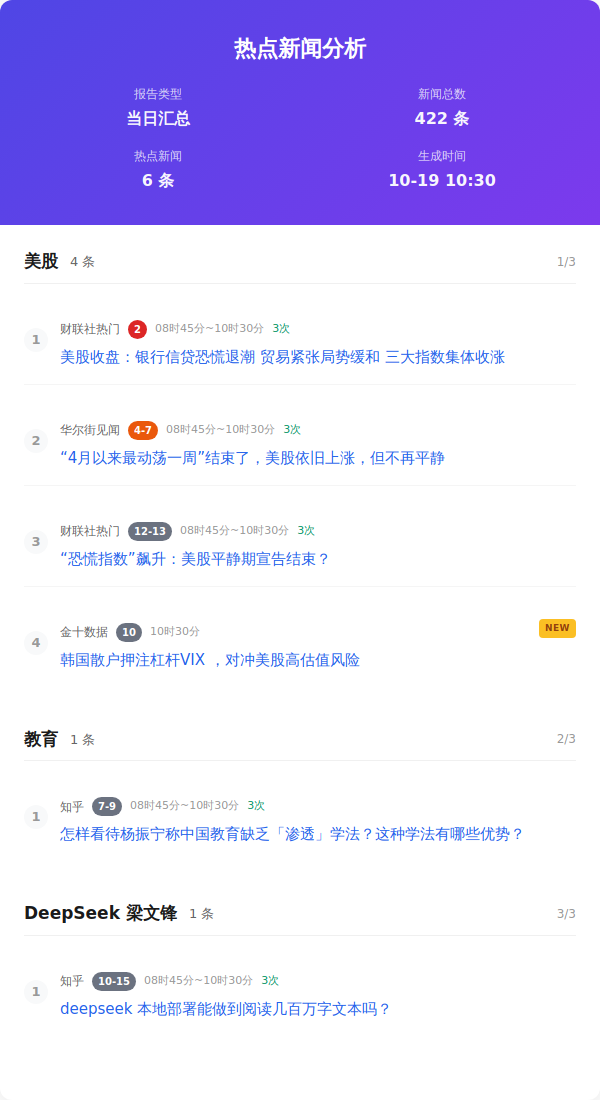 热点新闻分析
报告类型
新闻总数
当日汇总
422 条
热点新闻
生成时间
6 条
10-19 10:30
美股 4 条 1/3
1 财联社热门 2 08时45分~10时30分 3次
美股收盘：银行信贷恐慌退潮 贸易紧张局势缓和 三大指数集体收涨
2 华尔街见闻 4-7 08时45分~10时30分 3次
“4月以来最动荡一周”结束了，美股依旧上涨，但不再平静
3 财联社热门 12-13 08时45分~10时30分 3次
“恐慌指数”飙升：美股平静期宣告结束？
4 金十数据 10 10时30分 NEW
韩国散户押注杠杆VIX ，对冲美股高估值风险
教育 1 条 2/3
1 知乎 7-9 08时45分~10时30分 3次
怎样看待杨振宁称中国教育缺乏「渗透」学法？这种学法有哪些优势？
DeepSeek 梁文锋 1 条 3/3
1 知乎 10-15 08时45分~10时30分 3次
deepseek 本地部署能做到阅读几百万字文本吗？